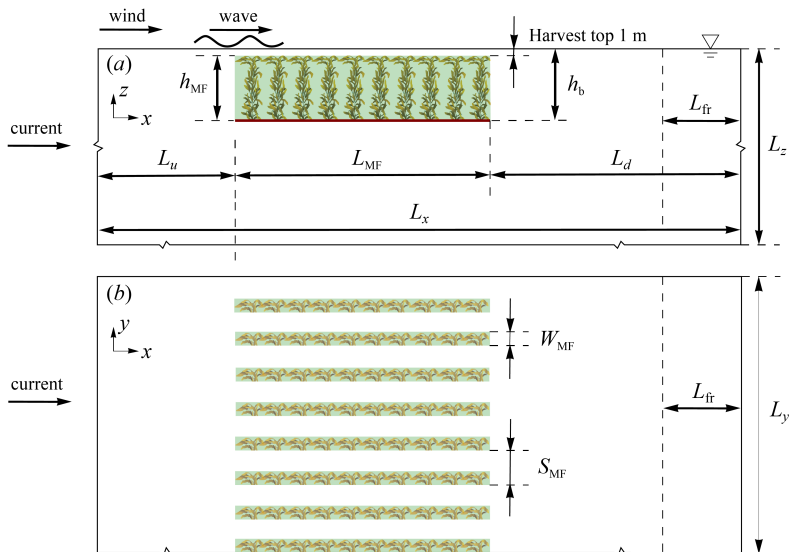 wind
wave
Harvest top 1 m
(a)
h_MF
h_b
z
x
L_fr
current
L_z
L_u
L_MF
L_d
L_x
(b)
y
x
W_MF
current
L_fr
L_y
S_MF